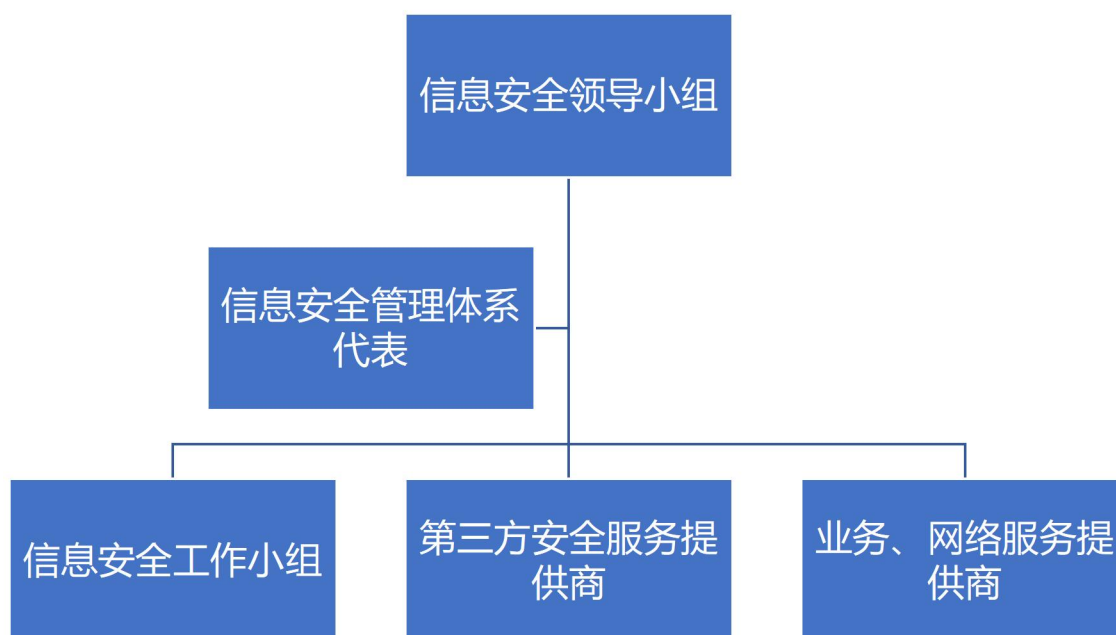 信息安全领导小组
信息安全管理体系
代表
信息安全工作小组
第三方安全服务提
供商
业务、网络服务提
供商